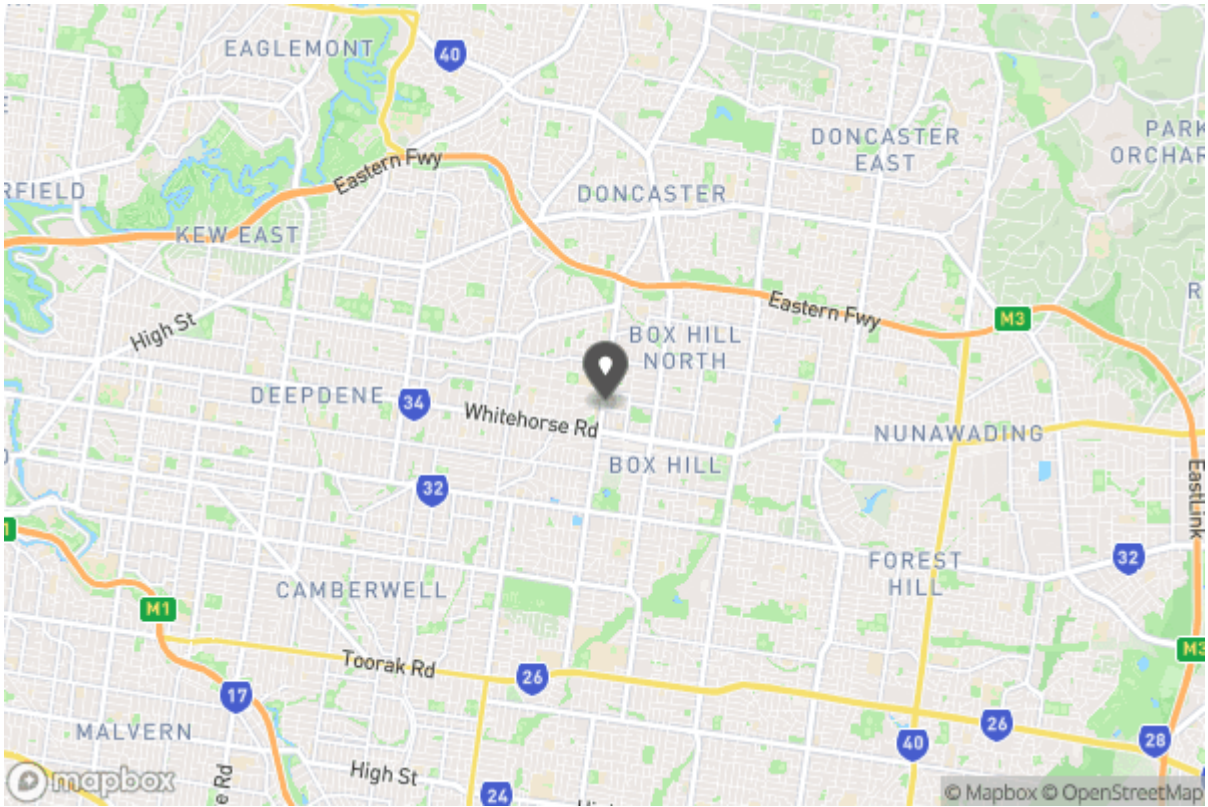 EAGLEMONT
40
DONCASTER
EAST
PARK
ORCHAR
Eastern Fwy
RFIELD
DONCASTER
KEW EAST
R
Eastern Fwy
M3
High St
BOX HILL
NORTH
DEEPDENE
34
Whitehorse Rd
NUNAWADING
BOX HILL
32
EastLink
1
FOREST
HILL
32
CAMBERWELL
M1
M3
Toorak Rd
26
17
26
MALVERN
40
28
High St
e Rd
24
mapbox
© Mapbox © OpenStreetMap